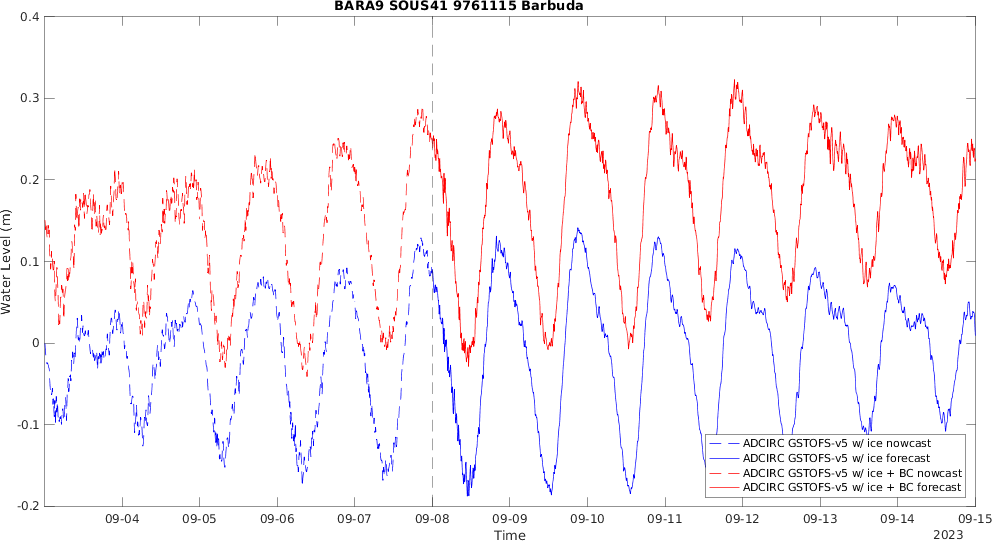 BARA9 SOUS41 9761115 Barbuda
0.4
0.3
0.2
0.1
0
-0.1
-0.2
Water Level (m)
ADCIRC GSTOFS-v5 w/ ice nowcast
ADCIRC GSTOFS-v5 w/ ice forecast
ADCIRC GSTOFS-v5 w/ ice + BC nowcast
ADCIRC GSTOFS-v5 w/ ice + BC forecast
09-04 09-05 09-06 09-07 09-08 09-09 09-10 09-11 09-12 09-13 09-14 09-15
Time
2023